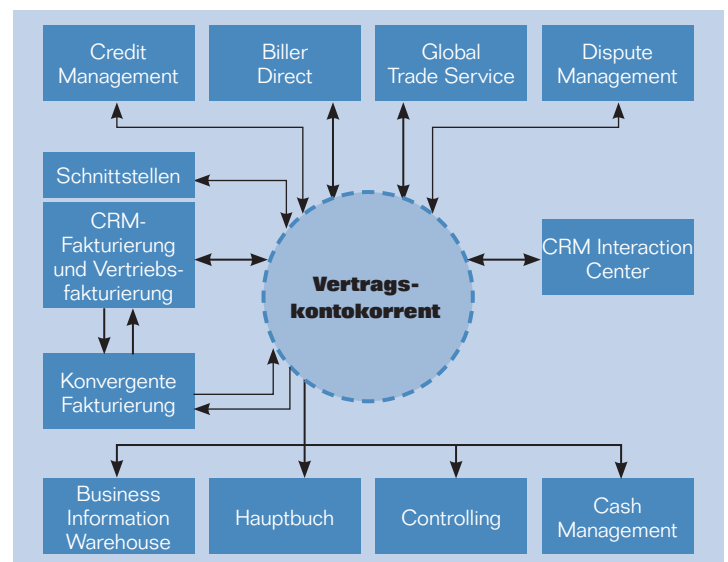 Credit
Management
Biller
Direct
Global
Trade Service
Dispute
Management
Schnittstellen
CRM-
Fakturierung
und Vertriebs-
fakturierung
Vertrags-
kontokorrent
CRM Interaction
Center
Konvergente
Fakturierung
Business
Information
Warehouse
Hauptbuch
Controlling
Cash
Management